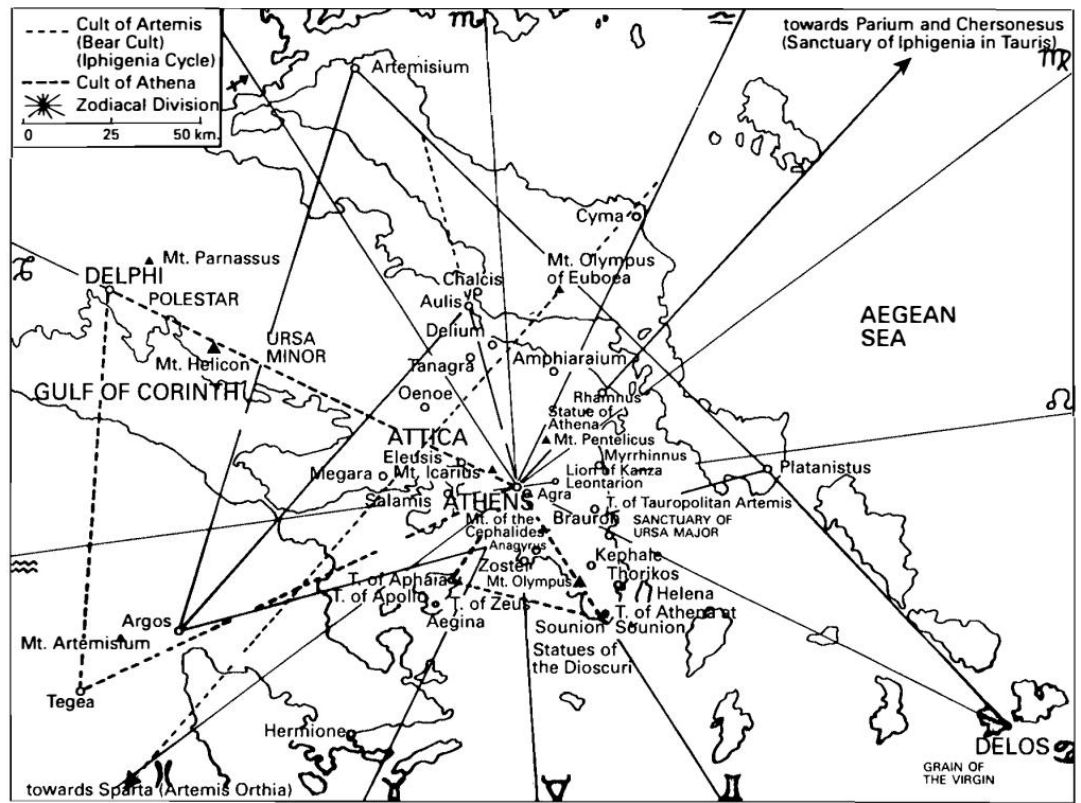 Cult of Artemis
(Bear Cult)
(Iphigenia Cycle)
Cult of Athena
Zodiacal Division
0 25 50 km.
towards Parium and Chersonesus
(Sanctuary of Iphigenia in Tauris)
♏
♒
♍
Artemisium
Cyma
Mt. Parnassus
DELPHI
POLESTAR
Mt. Olympus
of Euboea
Chalcis
Aulis
AEGEAN
SEA
URSA
MINOR
Delium
Mt. Helicon
Tanagra
Amphiaraium
GULF OF CORINTH
Oenoe
Rhamnus
♌
Statue of
Athena
ATTICA
Mt. Pentelicus
Eleusis
Myrrhinnus
Megara
Mt. Icarius
Lion of Kanza
Platanistus
Leontarion
Salamis
ATHENS
Agra
T. of Tauropolitan Artemis
Mt. of the
Cephalides
Brauron
SANCTUARY OF
URSA MAJOR
Anagyrus
♒
Zoster
Kephale
T. of Aphaia
Mt. Olympus
Thorikos
T. of Apollo
Helena
T. of Zeus
Argos
Aegina
T. of Athena at
Sounion
Sounion
Mt. Artemisium
Statues of
the Dioscuri
Tegea
Hermione
DELOS
♋
GRAIN OF
THE VIRGIN
towards Sparta (Artemis Orthia)
♓
♉
♊